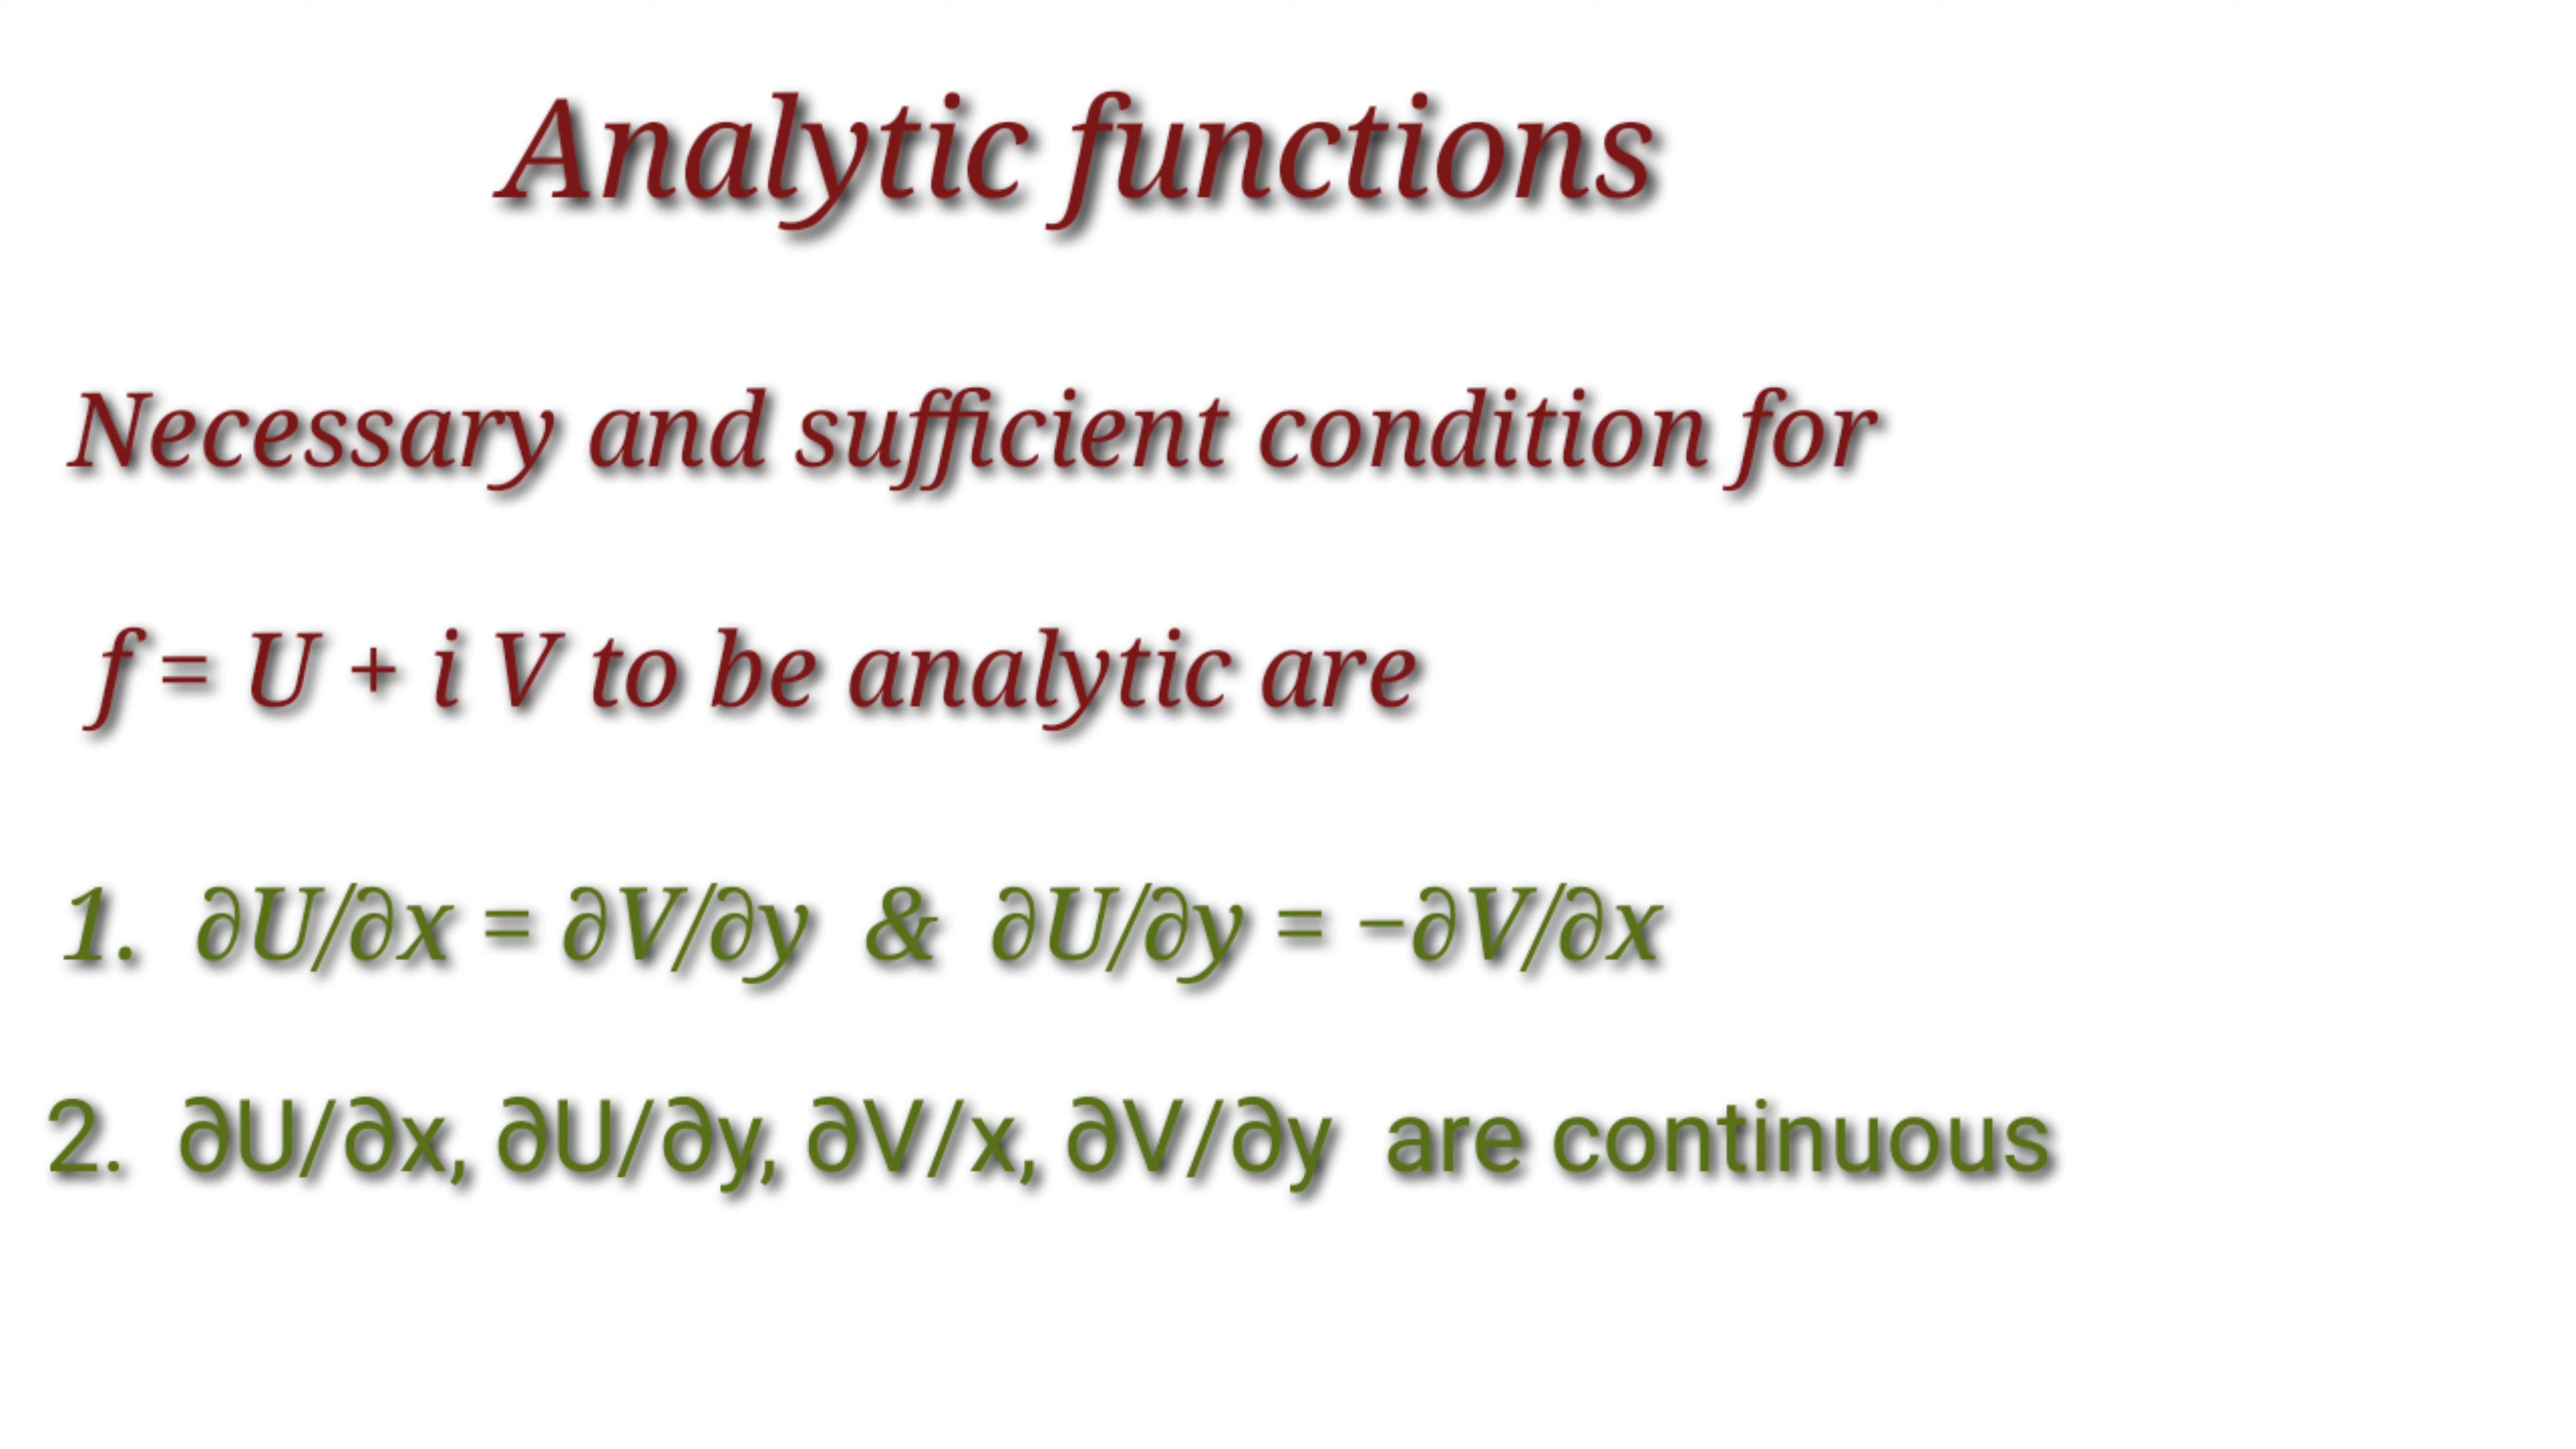 Analytic functions
Necessary and sufficient condition for
f = U + i V to be analytic are
1. ∂U/∂x = ∂V/∂y & ∂U/∂y = −∂V/∂x
2. ∂U/∂x, ∂U/∂y, ∂V/x, ∂V/∂y are continuous